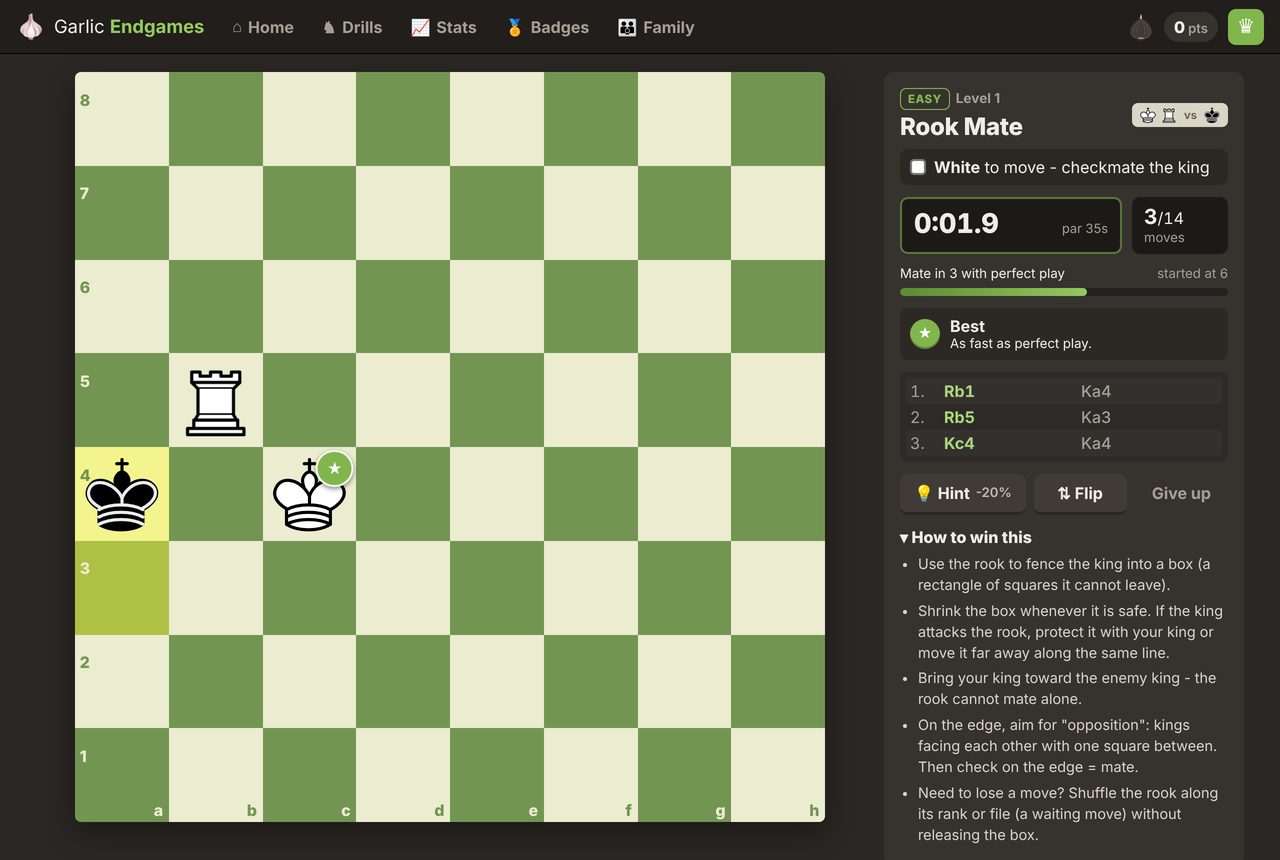 Garlic Endgames
Home
Drills
Stats
Badges
Family
0 pts
8
7
6
5
4
3
2
1
a b c d e f g h
EASY Level 1
Rook Mate
vs
White to move - checkmate the king
0:01.9 par 35s
3/14
moves
Mate in 3 with perfect play started at 6
Best
As fast as perfect play.
1. Rb1 Ka4
2. Rb5 Ka3
3. Kc4 Ka4
Hint -20%
Flip
Give up
How to win this
• Use the rook to fence the king into a box (a
rectangle of squares it cannot leave).
• Shrink the box whenever it is safe. If the king
attacks the rook, protect it with your king or
move it far away along the same line.
• Bring your king toward the enemy king - the
rook cannot mate alone.
• On the edge, aim for "opposition": kings
facing each other with one square between.
Then check on the edge = mate.
• Need to lose a move? Shuffle the rook along
its rank or file (a waiting move) without
releasing the box.